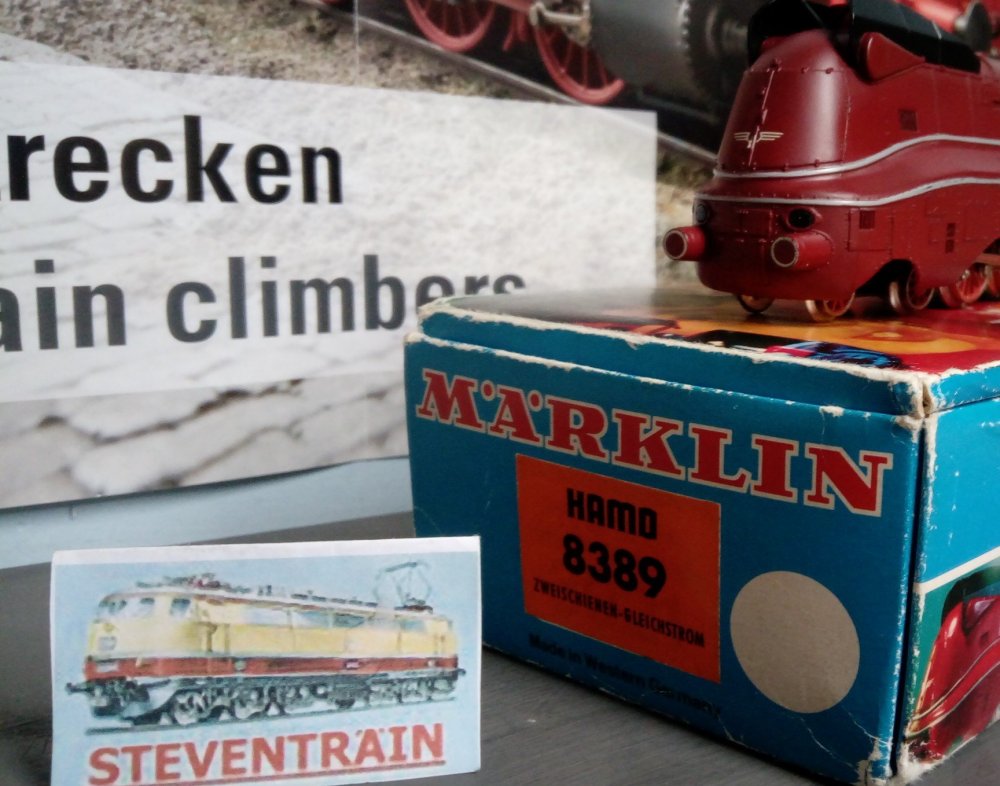 recken
ain climbers
MÄRKLIN
HAMO
8389
ZWEISCHIENEN-GLEICHSTROM
Made in Western Germany
STEVENTRÄIN